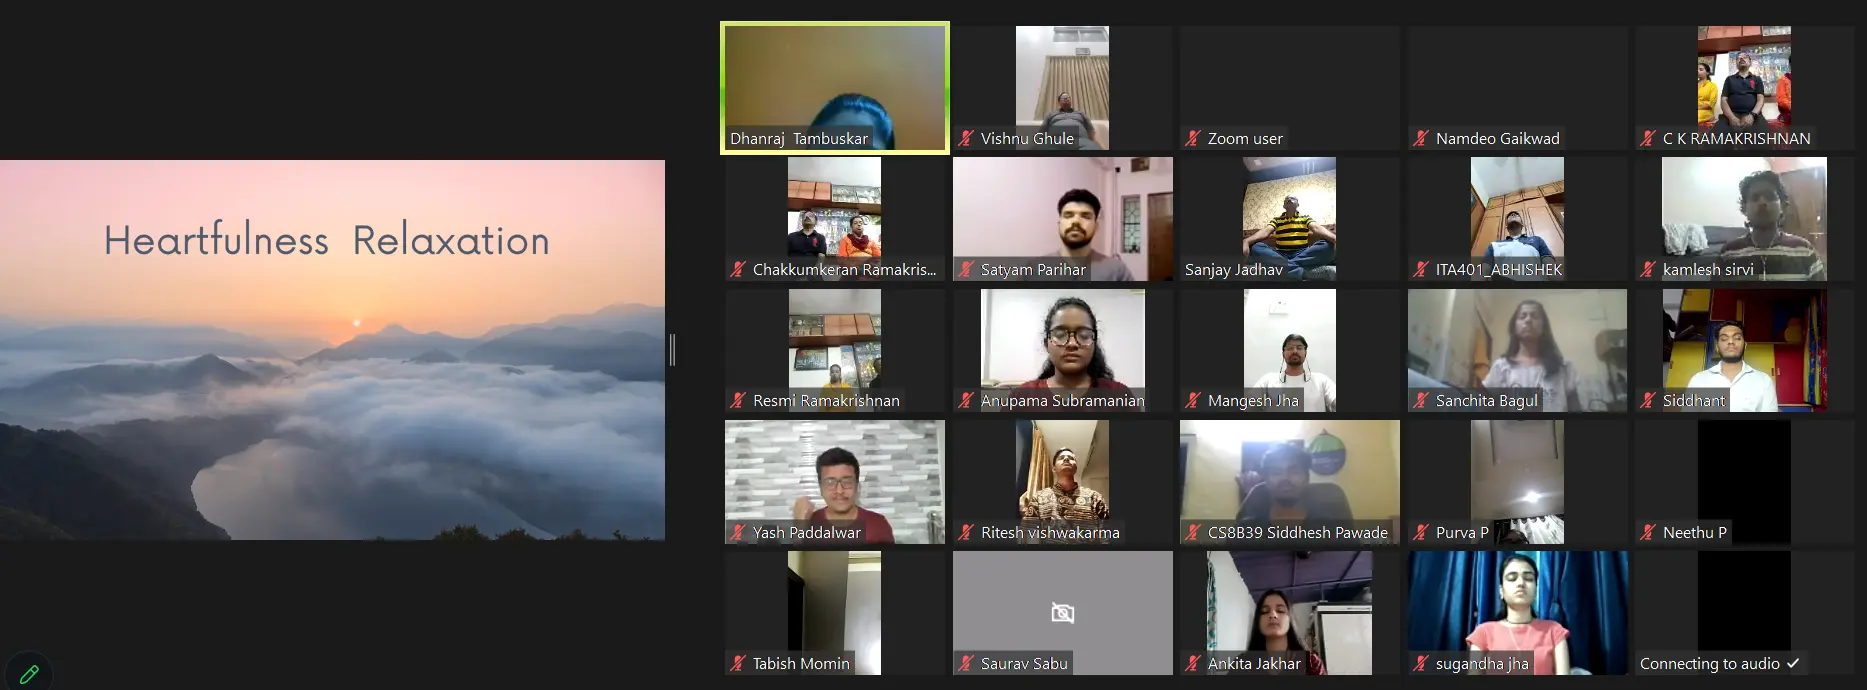 Heartfulness Relaxation
Dhanraj Tambuskar
Vishnu Ghule
Zoom user
Namdeo Gaikwad
C K RAMAKRISHNAN
Chakkumkeran Ramakris...
Satyam Parihar
Sanjay Jadhav
ITA401_ABHISHEK
kamlesh sirvi
Resmi Ramakrishnan
Anupama Subramanian
Mangesh Jha
Sanchita Bagul
Siddhant
Yash Paddalwar
Ritesh vishwakarma
CS8B39 Siddhesh Pawade
Purva P
Neethu P
Tabish Momin
Saurav Sabu
Ankita Jakhar
sugandha jha
Connecting to audio